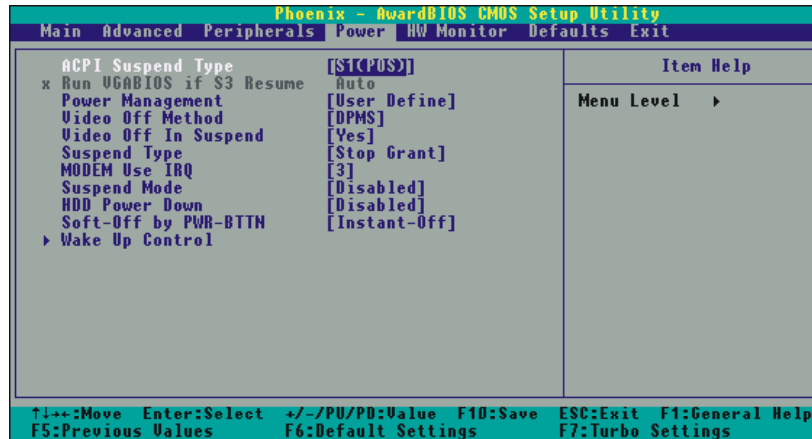 Phoenix - AwardBIOS CMOS Setup Utility
Main Advanced Peripherals Power HW Monitor Defaults Exit
ACPI Suspend Type [S1(POS)]
x Run VGABIOS if S3 Resume Auto
Power Management [User Define]
Video Off Method [DPMS]
Video Off In Suspend [Yes]
Suspend Type [Stop Grant]
MODEM Use IRQ [3]
Suspend Mode [Disabled]
HDD Power Down [Disabled]
Soft-Off by PWR-BTTN [Instant-Off]
▸ Wake Up Control
Item Help
Menu Level ▸
↑↓→←:Move Enter:Select +/-/PU/PD:Value F10:Save ESC:Exit F1:General Help
F5:Previous Values F6:Default Settings F7:Turbo Settings